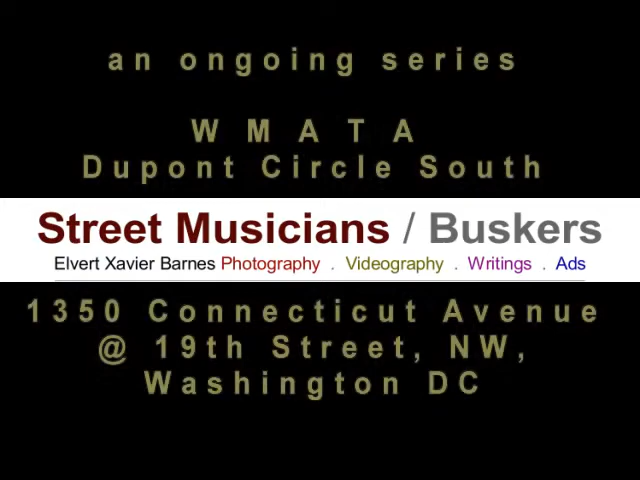 an ongoing series
WMATA
Dupont Circle South
Street Musicians / Buskers
Elvert Xavier Barnes Photography . Videography . Writings . Ads
1350 Connecticut Avenue
@ 19th Street, NW,
Washington DC